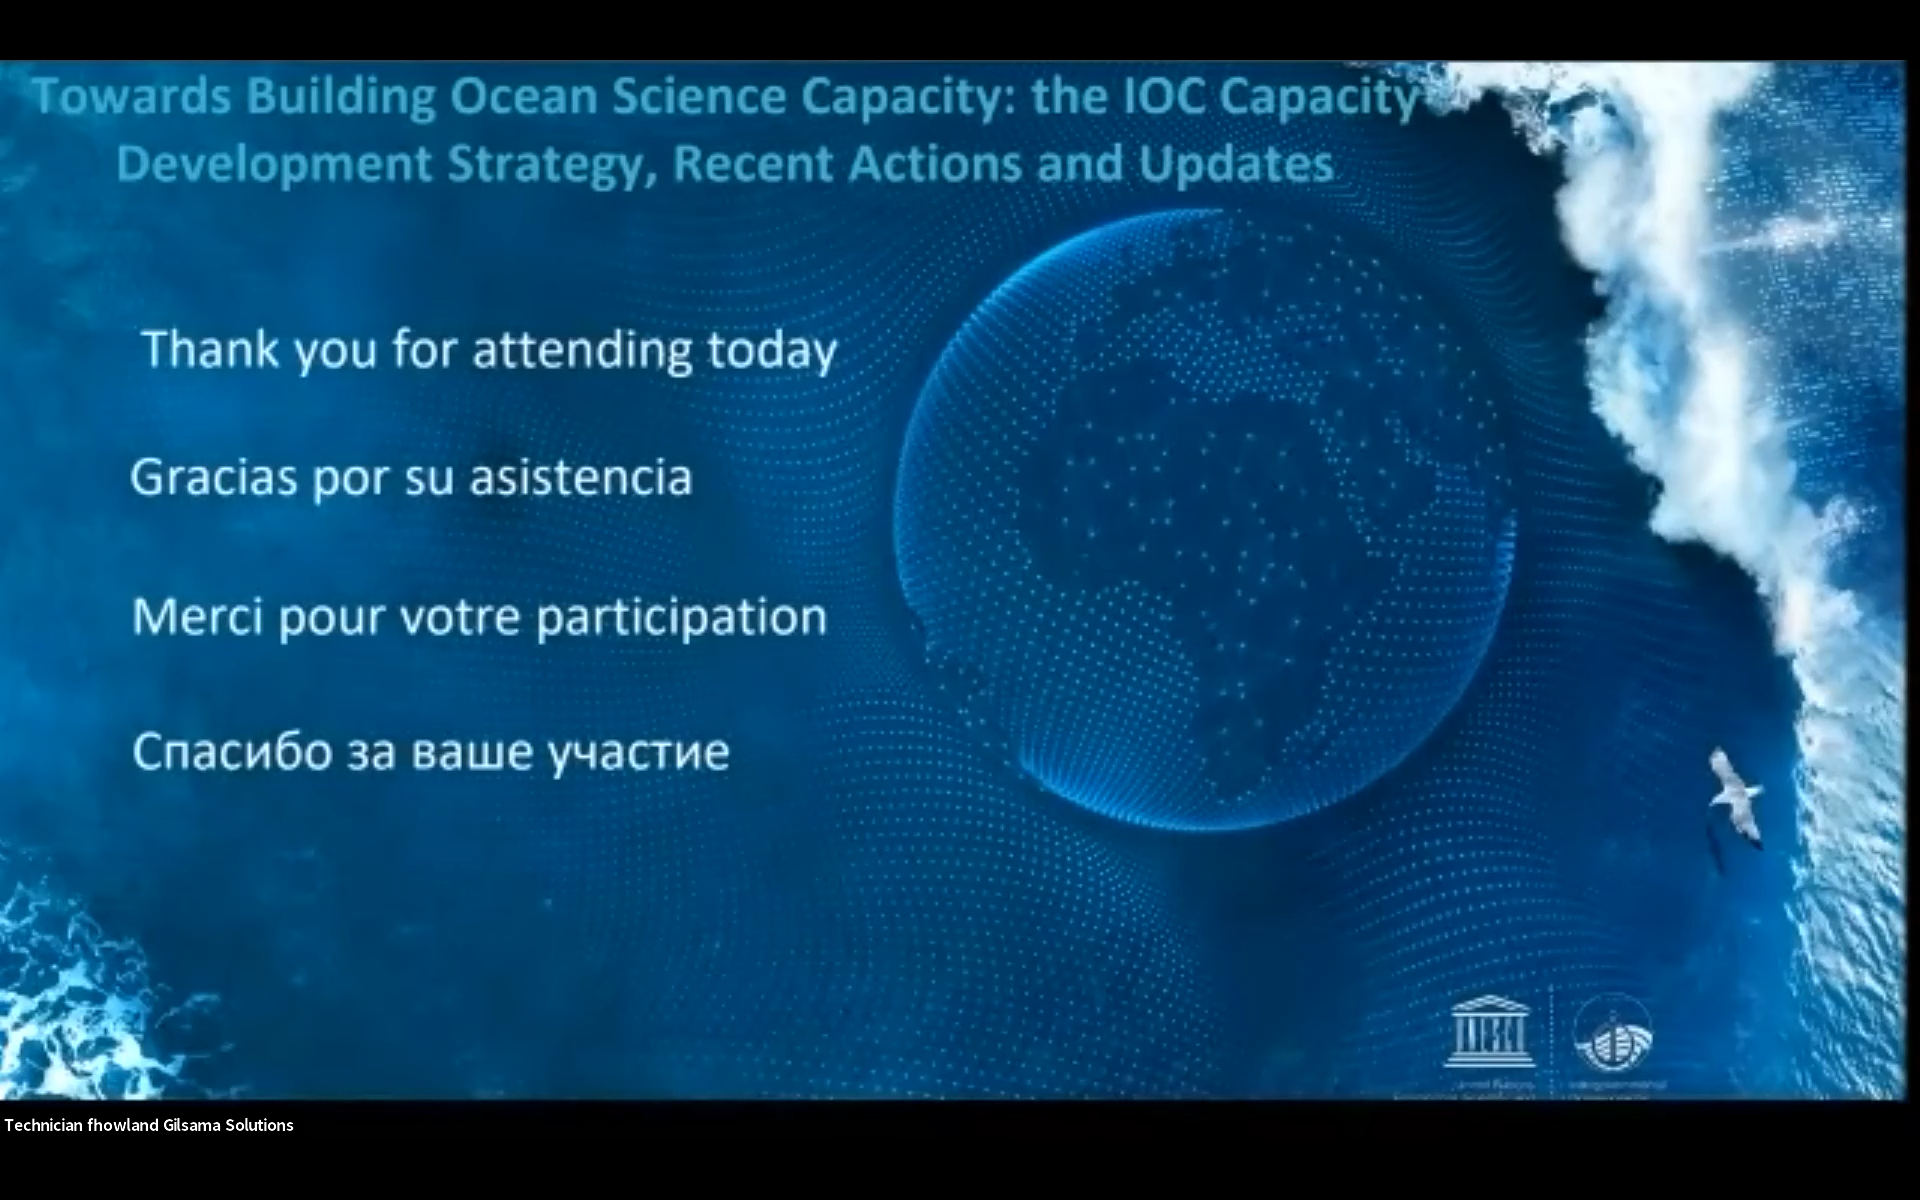 Towards Building Ocean Science Capacity: the IOC Capacity
Development Strategy, Recent Actions and Updates
Thank you for attending today
Gracias por su asistencia
Merci pour votre participation
Спасибо за ваше участие
Technician fhowland Gilsama Solutions